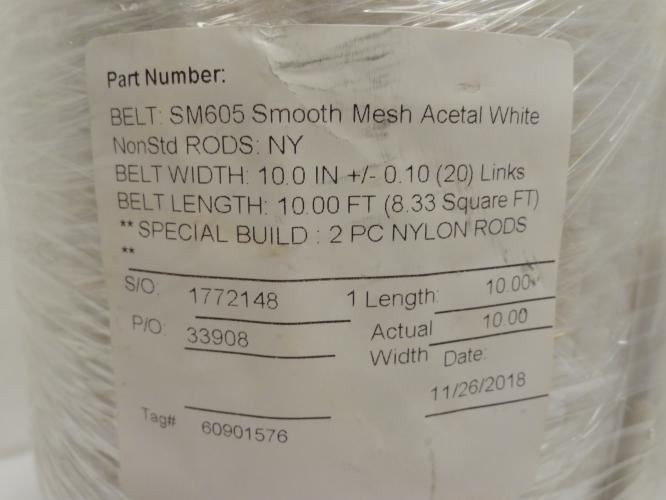 Part Number:
BELT: SM605 Smooth Mesh Acetal White
NonStd RODS: NY
BELT WIDTH: 10.0 IN +/- 0.10 (20) Links
BELT LENGTH: 10.00 FT (8.33 Square FT)
** SPECIAL BUILD : 2 PC NYLON RODS
**
S/O: 1772148 1 Length: 10.00
P/O: 33908 Actual 10.00
Width Date:
11/26/2018
Tag# 60901576